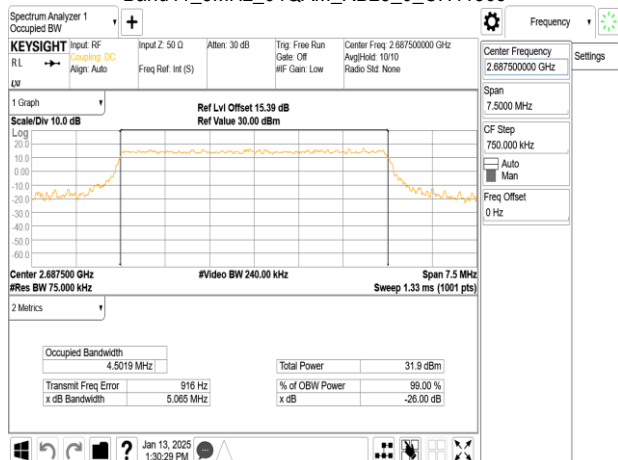 Spectrum Analyzer 1
Occupied BW
KEYSIGHT
RL
Input: RF
Coupling: DC
Align: Auto
Input Z: 50 Ω
Freq Ref: Int (S)
Atten: 30 dB
Trig: Free Run
Gate: Off
#IF Gain: Low
Center Freq: 2.687500000 GHz
Avg|Hold: 10/10
Radio Std: None
LXI
1 Graph
Scale/Div 10.0 dB
Ref Lvl Offset 15.39 dB
Ref Value 30.00 dBm
Log
20.0
10.0
0.00
-10.0
-20.0
-30.0
-40.0
-50.0
-60.0
Center 2.687500 GHz
#Res BW 75.000 kHz
#Video BW 240.00 kHz
Span 7.5 MHz
Sweep 1.33 ms (1001 pts)
2 Metrics
Occupied Bandwidth
4.5019 MHz
Total Power 31.9 dBm
Transmit Freq Error 916 Hz
% of OBW Power 99.00 %
x dB Bandwidth 5.065 MHz
x dB -26.00 dB
Jan 13, 2025
1:30:29 PM
Frequency
Settings
Center Frequency
2.687500000 GHz
Span
7.5000 MHz
CF Step
750.000 kHz
Auto
Man
Freq Offset
0 Hz